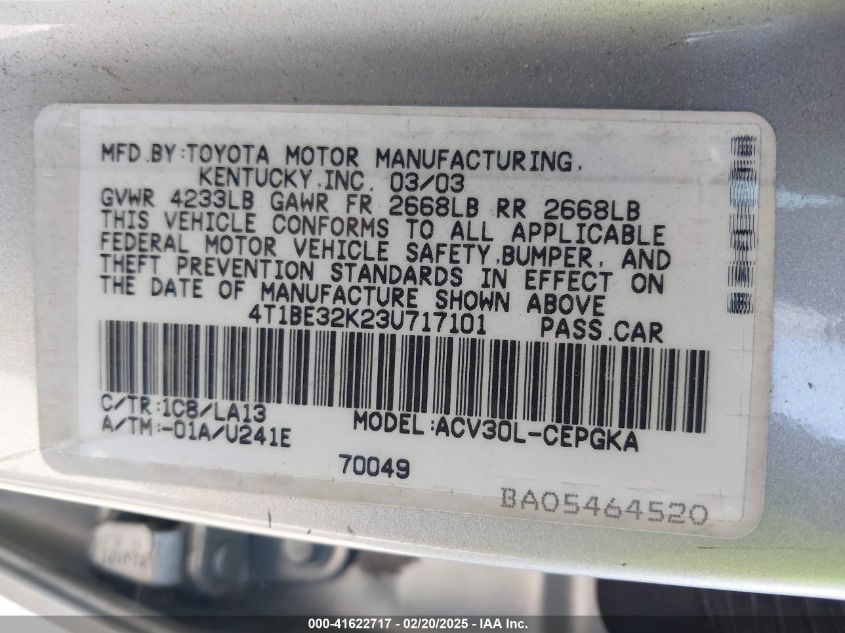 MFD.BY:TOYOTA MOTOR MANUFACTURING,
KENTUCKY,INC. 03/03
GVWR 4233LB GAWR FR 2668LB RR 2668LB
THIS VEHICLE CONFORMS TO ALL APPLICABLE
FEDERAL MOTOR VEHICLE SAFETY,BUMPER, AND
THEFT PREVENTION STANDARDS IN EFFECT ON
THE DATE OF MANUFACTURE SHOWN ABOVE
4T1BE32K23U717101 PASS.CAR
C/TR:1C8/LA13 MODEL:ACV30L-CEPGKA
A/TM:-01A/U241E
70049
BA05464520
000-41622717 - 02/20/2025 - IAA Inc.